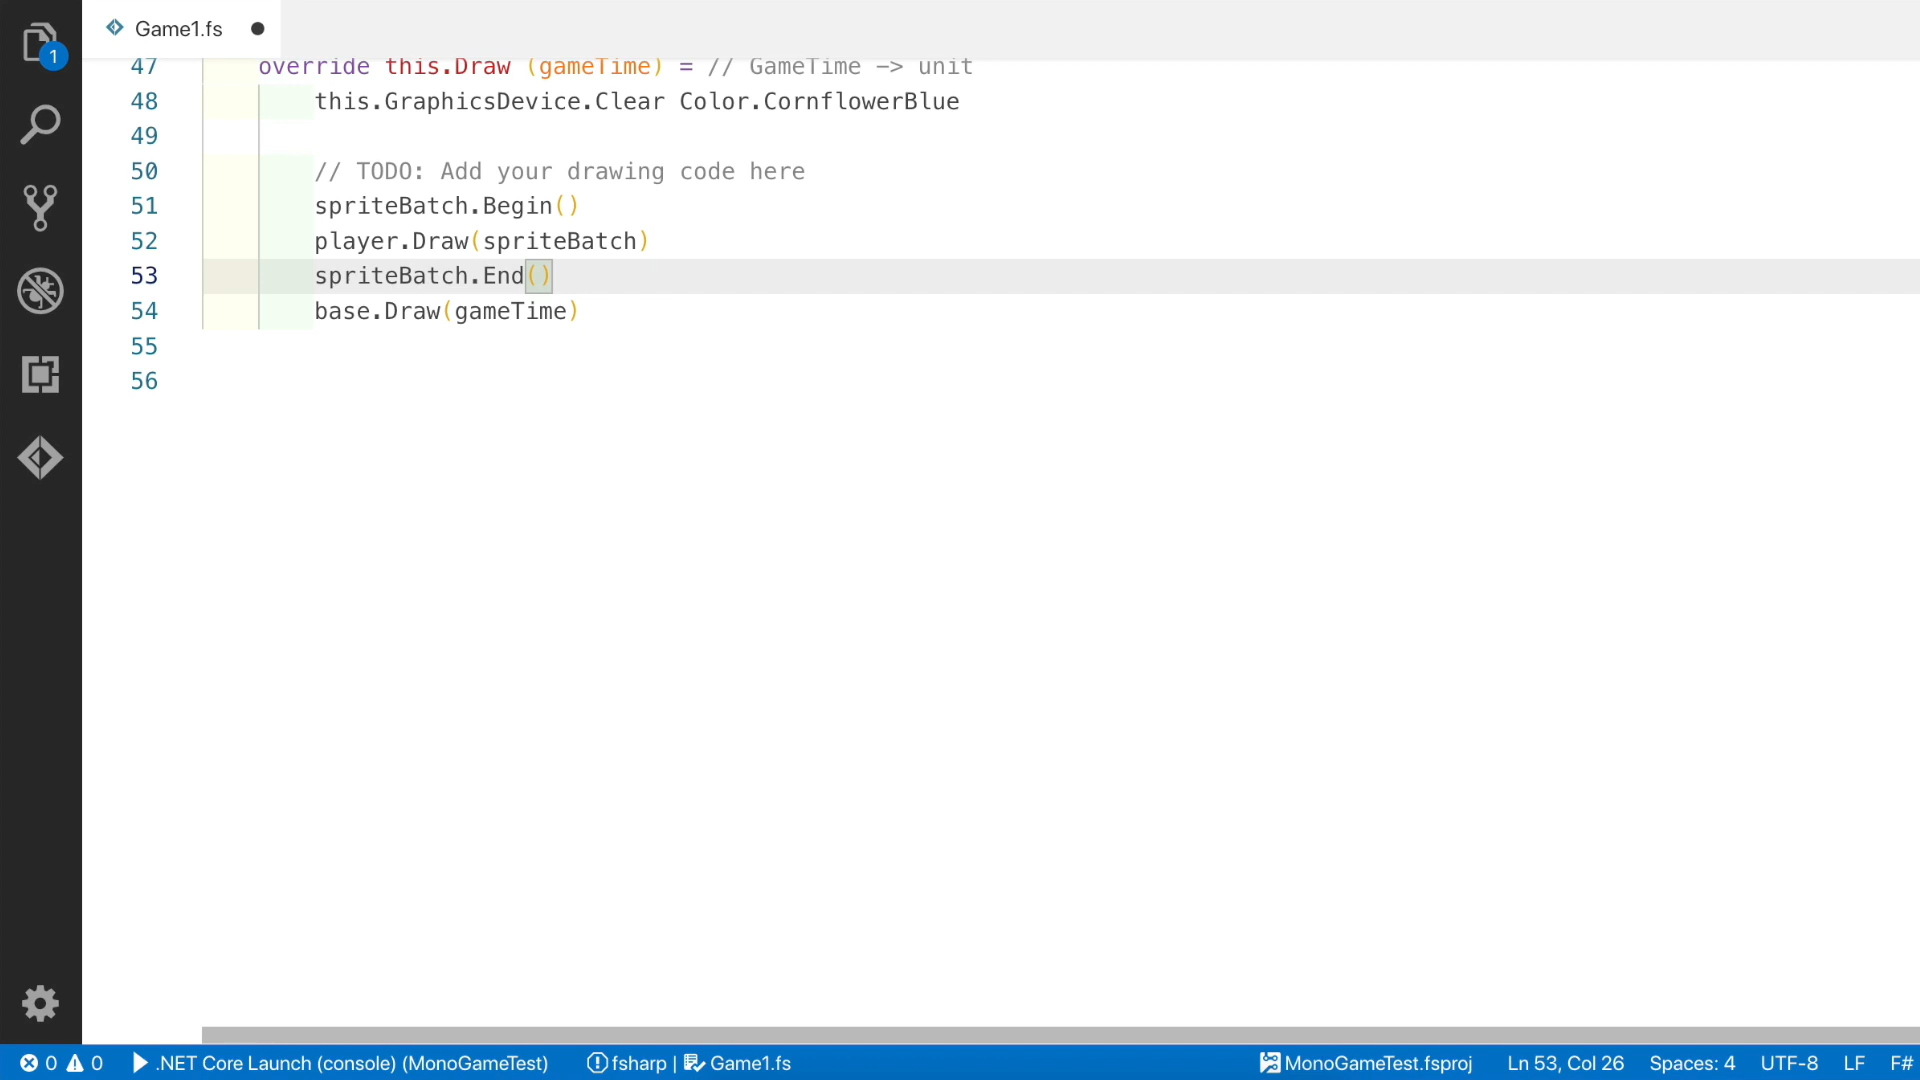 Game1.fs
1
47 override this.Draw (gameTime) = // GameTime -> unit
48 this.GraphicsDevice.Clear Color.CornflowerBlue
49
50 // TODO: Add your drawing code here
51 spriteBatch.Begin()
52 player.Draw(spriteBatch)
53 spriteBatch.End()
54 base.Draw(gameTime)
55
56
0 0 .NET Core Launch (console) (MonoGameTest) fsharp | Game1.fs MonoGameTest.fsproj Ln 53, Col 26 Spaces: 4 UTF-8 LF F#